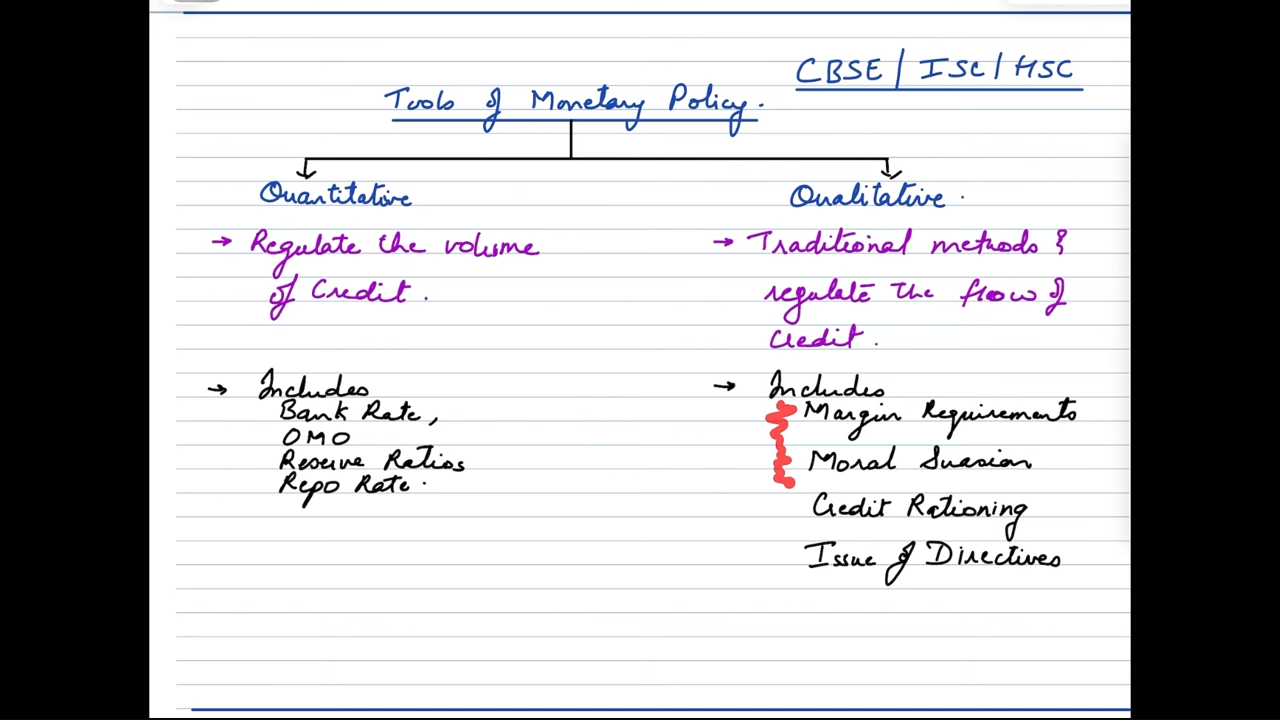 CBSE / ISC / HSC
Tools of Monetary Policy.
Quantitative
→ Regulate the volume
of Credit.
→ Includes
Bank Rate,
OMO
Reserve Ratios
Repo Rate.
Qualitative.
→ Traditional methods &
regulate the flow of
Credit.
→ Includes
Margin Requirements
Moral Suasion
Credit Rationing
Issue of Directives